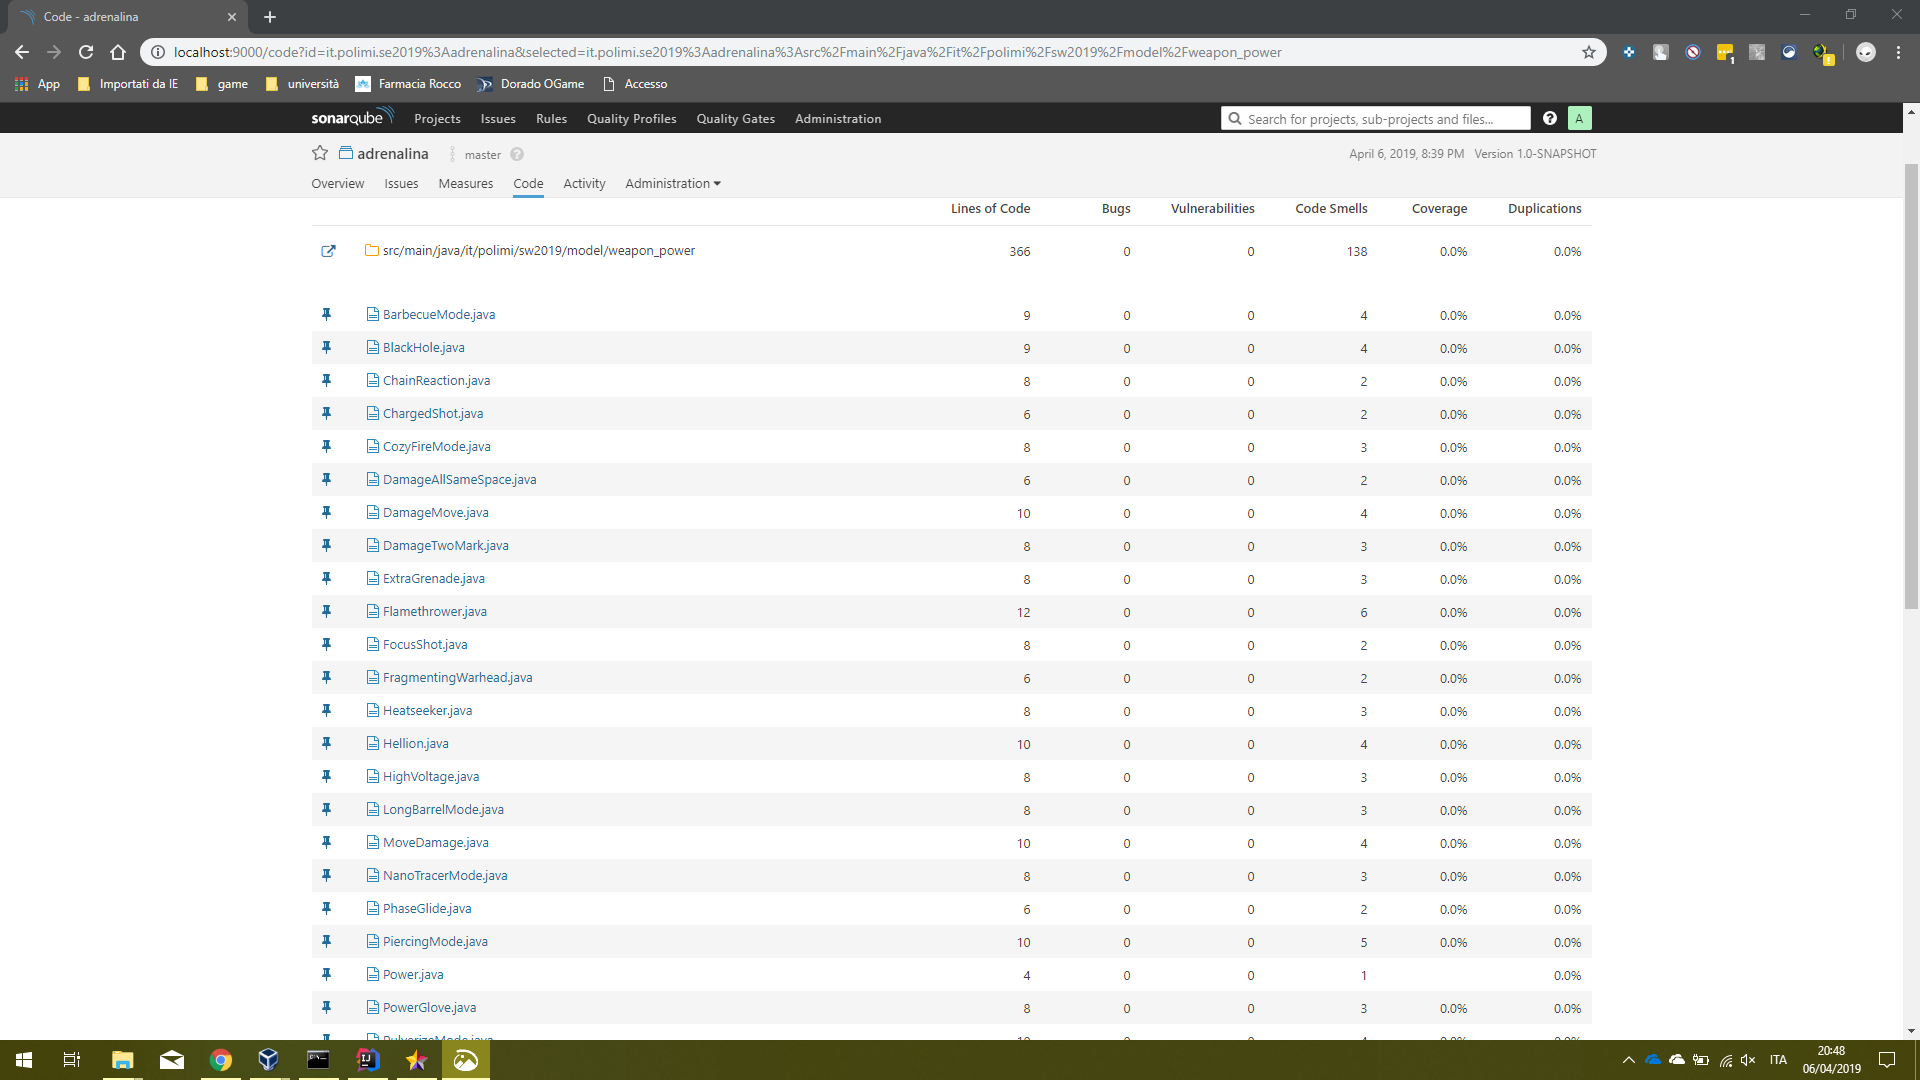 Code - adrenalina
localhost:9000/code?id=it.polimi.se2019%3Aadrenalina&selected=it.polimi.se2019%3Aadrenalina%3Asrc%2Fmain%2Fjava%2Fit%2Fpolimi%2Fsw2019%2Fmodel%2Fweapon_power
App Importati da IE game università Farmacia Rocco Dorado OGame Accesso
sonarqube Projects Issues Rules Quality Profiles Quality Gates Administration Search for projects, sub-projects and files... A
adrenalina master April 6, 2019, 8:39 PM Version 1.0-SNAPSHOT
Overview Issues Measures Code Activity Administration
Lines of Code Bugs Vulnerabilities Code Smells Coverage Duplications
src/main/java/it/polimi/sw2019/model/weapon_power 366 0 0 138 0.0% 0.0%
BarbecueMode.java 9 0 0 4 0.0% 0.0%
BlackHole.java 9 0 0 4 0.0% 0.0%
ChainReaction.java 8 0 0 2 0.0% 0.0%
ChargedShot.java 6 0 0 2 0.0% 0.0%
CozyFireMode.java 8 0 0 3 0.0% 0.0%
DamageAllSameSpace.java 6 0 0 2 0.0% 0.0%
DamageMove.java 10 0 0 4 0.0% 0.0%
DamageTwoMark.java 8 0 0 3 0.0% 0.0%
ExtraGrenade.java 8 0 0 3 0.0% 0.0%
Flamethrower.java 12 0 0 6 0.0% 0.0%
FocusShot.java 8 0 0 2 0.0% 0.0%
FragmentingWarhead.java 6 0 0 2 0.0% 0.0%
Heatseeker.java 8 0 0 3 0.0% 0.0%
Hellion.java 10 0 0 4 0.0% 0.0%
HighVoltage.java 8 0 0 3 0.0% 0.0%
LongBarrelMode.java 8 0 0 3 0.0% 0.0%
MoveDamage.java 10 0 0 4 0.0% 0.0%
NanoTracerMode.java 8 0 0 3 0.0% 0.0%
PhaseGlide.java 6 0 0 2 0.0% 0.0%
PiercingMode.java 10 0 0 5 0.0% 0.0%
Power.java 4 0 0 1 0.0%
PowerGlove.java 8 0 0 3 0.0% 0.0%
PulverizeMode.java 10 0 0 4 0.0% 0.0%
ITA 20:48
06/04/2019